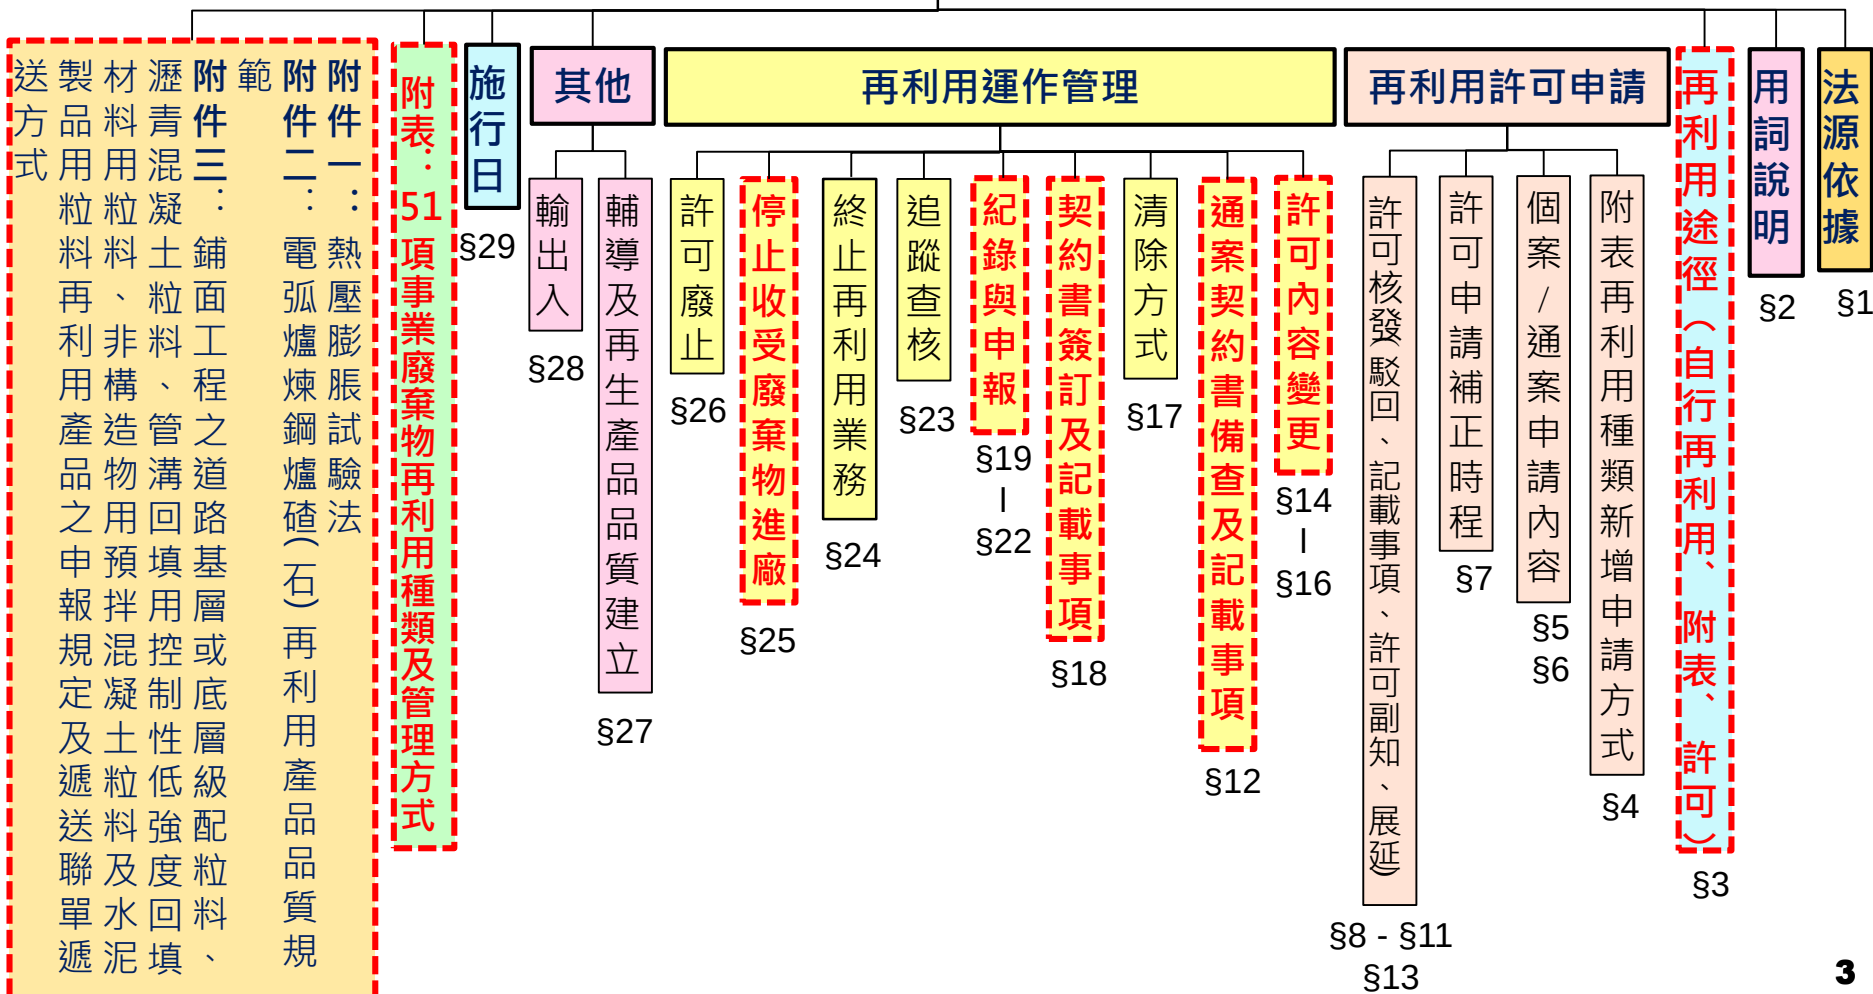 法源依據
§1
用詞說明
§2
再利用途徑（自行再利用、附表、許可）
§3
再利用許可申請
附表再利用種類新增申請方式
§4
個案/通案申請內容
§5
§6
許可申請補正時程
§7
許可核發(駁回、記載事項、許可副知、展延)
§8 - §11
§13
再利用運作管理
許可內容變更
§14
I
§16
通案契約書備查及記載事項
§12
清除方式
§17
契約書簽訂及記載事項
§18
紀錄與申報
§19
I
§22
追蹤查核
§23
終止再利用業務
§24
停止收受廢棄物進廠
§25
許可廢止
§26
其他
輔導及再生產品品質建立
§27
輸出入
§28
施行日
§29
附表：51項事業廢棄物再利用種類及管理方式
附件一：熱壓膨脹試驗法
附件二：電弧爐煉鋼爐碴(石)再利用產品品質規
範
附件三：鋪面工程之道路基層或底層級配粒料、
瀝青混凝土粒料、管溝回填用控制性低強度回填
材料用粒料、非構造物用預拌混凝土粒料及水泥
製品用粒料再利用產品之申報規定及遞送聯單遞
送方式
3